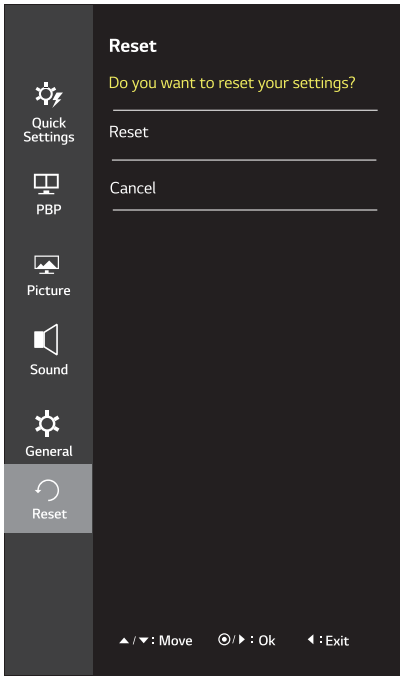 Reset
Do you want to reset your settings?
Reset
Cancel
Quick
Settings
PBP
Picture
Sound
General
Reset
▲/▼: Move ⦿/▶: Ok ◀: Exit